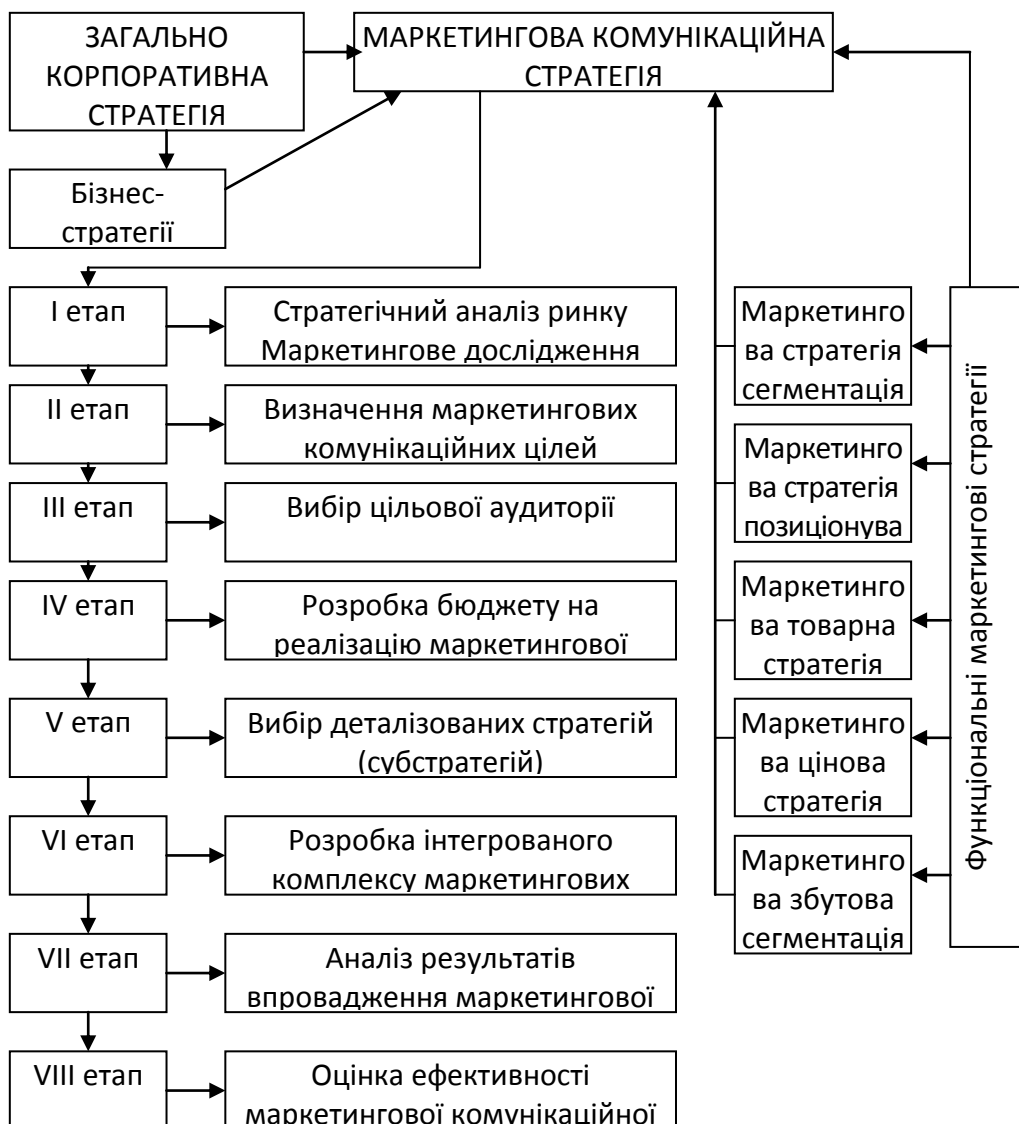 ЗАГАЛЬНО
КОРПОРАТИВНА
СТРАТЕГІЯ
МАРКЕТИНГОВА КОМУНІКАЦІЙНА
СТРАТЕГІЯ
Бізнес-
стратегії
I етап
Стратегічний аналіз ринку
Маркетингове дослідження
II етап
Визначення маркетингових
комунікаційних цілей
III етап
Вибір цільової аудиторії
IV етап
Розробка бюджету на
реалізацію маркетингової
V етап
Вибір деталізованих стратегій
(субстратегій)
VI етап
Розробка інтегрованого
комплексу маркетингових
VII етап
Аналіз результатів
впровадження маркетингової
VIII етап
Оцінка ефективності
маркетингової комунікаційної
Маркетинго
ва стратегія
сегментація
Маркетинго
ва стратегія
позиціонува
Маркетинго
ва товарна
стратегія
Маркетинго
ва цінова
стратегія
Маркетинго
ва збутова
сегментація
Функціональні маркетингові стратегії